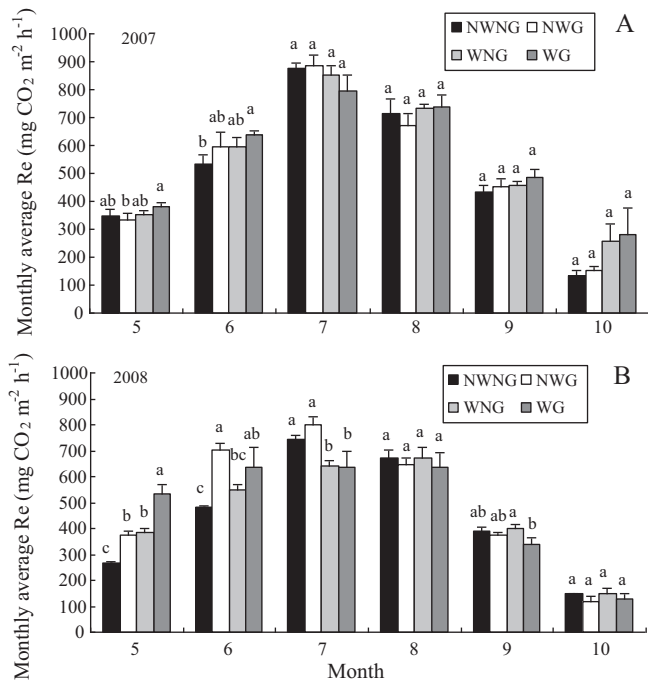 2007
A
NWNG NWG
WNG WG
Monthly average Re (mg CO2 m-2 h-1)
1000
900
800
700
600
500
400
300
200
100
0
ab b ab a
b ab ab a
a a a a
a a a a
a a a a
a a a a
5 6 7 8 9 10
2008
B
NWNG NWG
WNG WG
Monthly average Re (mg CO2 m-2 h-1)
1000
900
800
700
600
500
400
300
200
100
0
c b b a
c a bc ab
a a b b
a a a a
ab ab a b
a a a a
5 6 7 8 9 10
Month